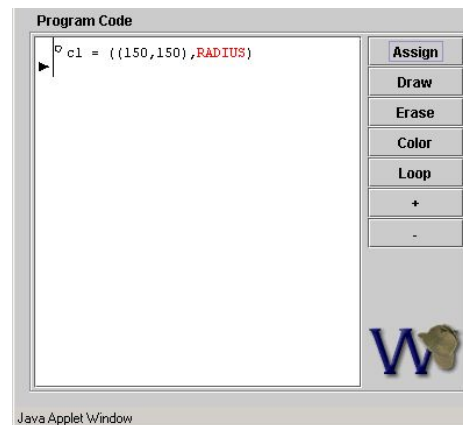 Program Code
c1 = ((150,150),RADIUS)
Assign
Draw
Erase
Color
Loop
+
-
W
Java Applet Window